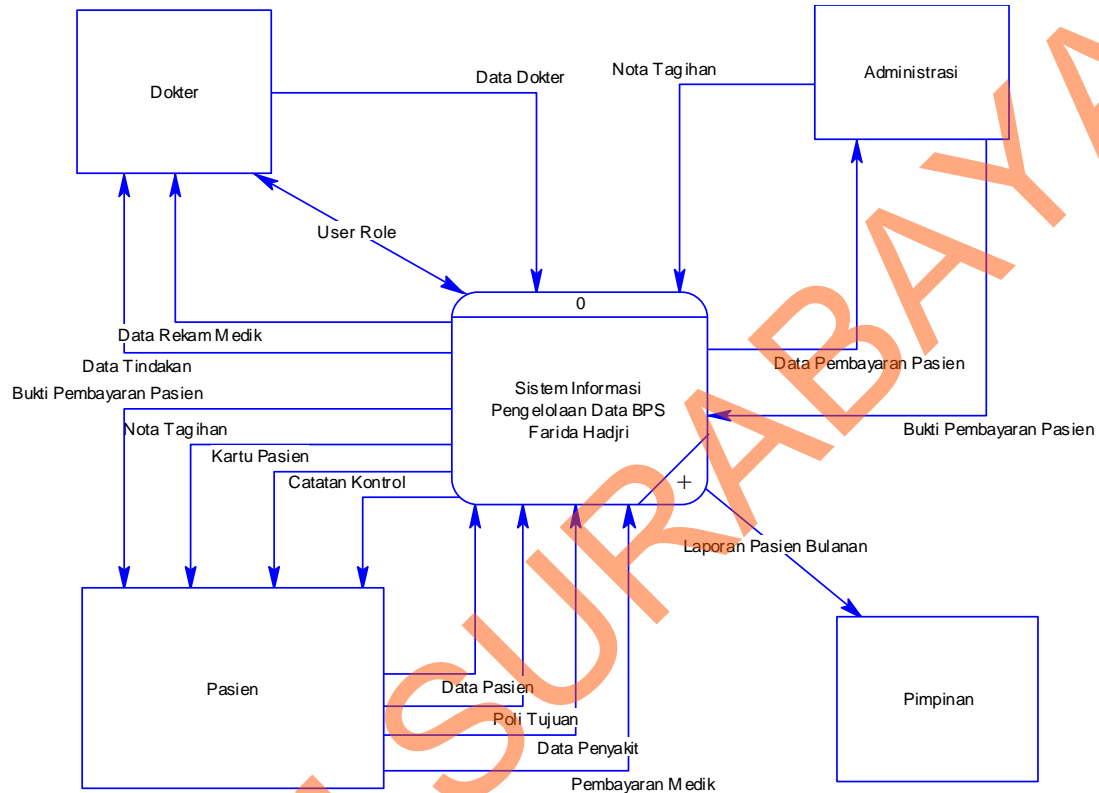 Dokter
Data Dokter
Nota Tagihan
Administrasi
User Role
0
Data Rekam Medik
Data Tindakan
Data Pembayaran Pasien
Sistem Informasi
Pengelolaan Data BPS
Farida Hadjri
Bukti Pembayaran Pasien
Nota Tagihan
Kartu Pasien
Catatan Kontrol
Bukti Pembayaran Pasien
+
Laporan Pasien Bulanan
Pasien
Data Pasien
Poli Tujuan
Data Penyakit
Pembayaran Medik
Pimpinan
SURABAYA